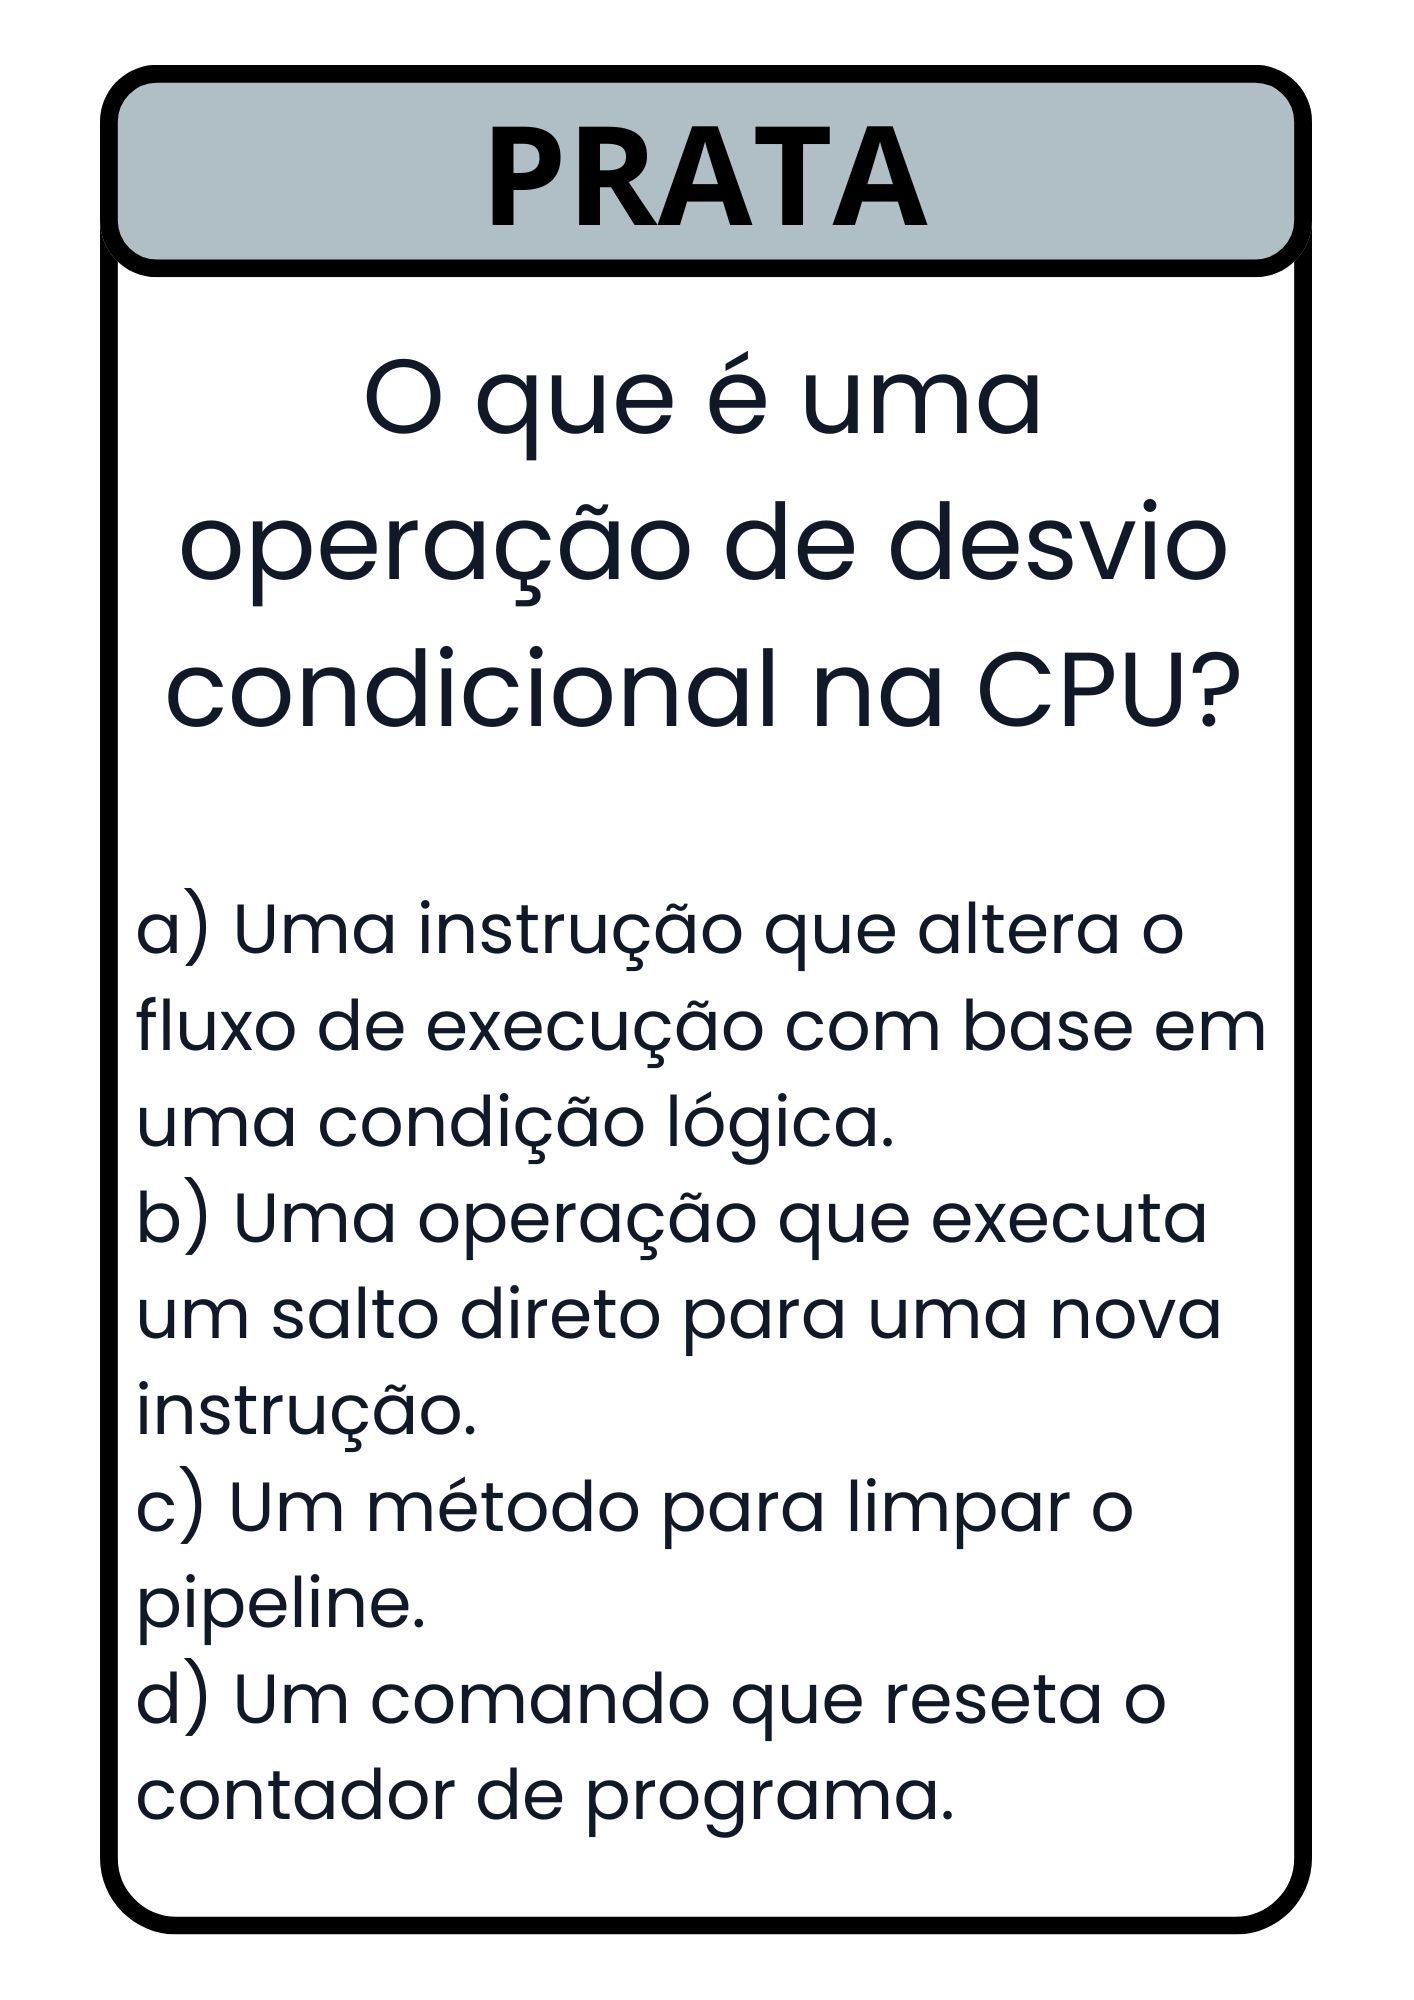 PRATA
O que é uma
operação de desvio
condicional na CPU?
a) Uma instrução que altera o
fluxo de execução com base em
uma condição lógica.
b) Uma operação que executa
um salto direto para uma nova
instrução.
c) Um método para limpar o
pipeline.
d) Um comando que reseta o
contador de programa.